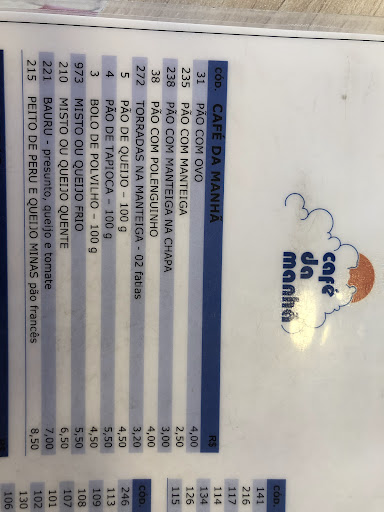 café
da
manhã
CÓD. CAFÉ DA MANHÃ R$
31 PÃO COM OVO 4,00
235 PÃO COM MANTEIGA 2,50
238 PÃO COM MANTEIGA NA CHAPA 3,00
38 PÃO COM POLENGUINHO 4,00
272 TORRADAS NA MANTEIGA - 02 fatias 3,20
5 PÃO DE QUEIJO – 100 g 4,50
4 PÃO DE TAPIOCA – 100 g 5,50
3 BOLO DE POLVILHO – 100 g 4,50
973 MISTO OU QUEIJO FRIO 5,50
210 MISTO OU QUEIJO QUENTE 6,50
221 BAURU - presunto, queijo e tomate 7,00
215 PEITO DE PERU E QUEIJO MINAS pão francês 8,50
CÓD.
141
216
117
114
134
126
115
CÓD.
246
113
109
108
107
101
102
130
106